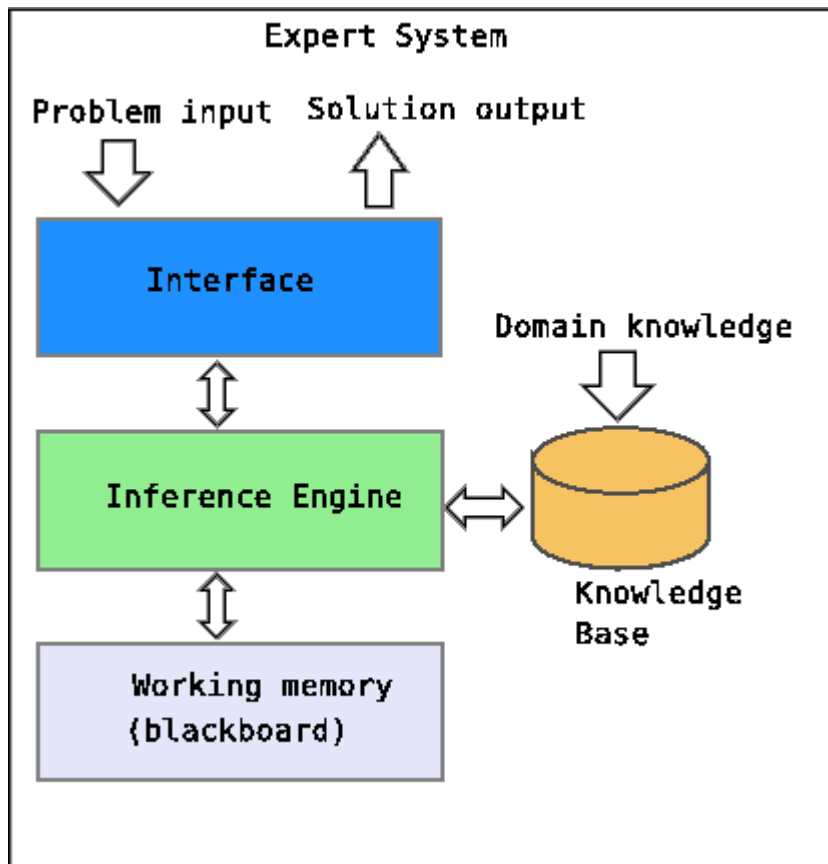 Expert System
Problem input
Solution output
Interface
Domain knowledge
Inference Engine
Knowledge
Base
Working memory
(blackboard)